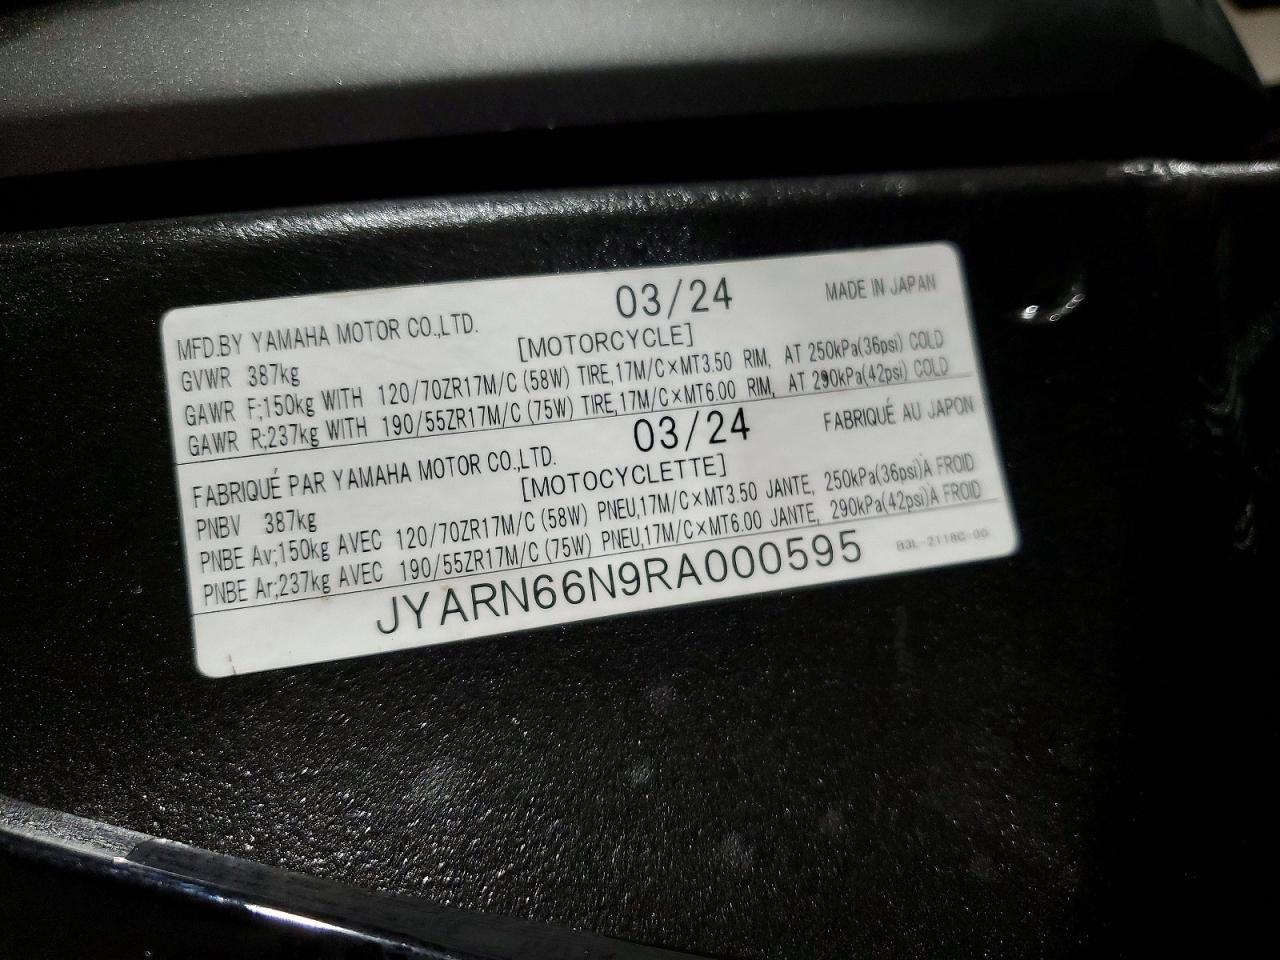 MFD.BY YAMAHA MOTOR CO.,LTD. 03/24 MADE IN JAPAN
GVWR 387kg [MOTORCYCLE]
GAWR F;150kg WITH 120/70ZR17M/C (58W) TIRE,17M/C×MT3.50 RIM, AT 250kPa(36psi) COLD
GAWR R;237kg WITH 190/55ZR17M/C (75W) TIRE,17M/C×MT6.00 RIM, AT 290kPa(42psi) COLD
FABRIQUÉ PAR YAMAHA MOTOR CO.,LTD. 03/24 FABRIQUÉ AU JAPON
PNBV 387kg [MOTOCYCLETTE]
PNBE Av;150kg AVEC 120/70ZR17M/C (58W) PNEU,17M/C×MT3.50 JANTE, 250kPa(36psi)À FROID
PNBE Ar;237kg AVEC 190/55ZR17M/C (75W) PNEU,17M/C×MT6.00 JANTE, 290kPa(42psi)À FROID
JYARN66N9RA000595 B3L-2118C-00